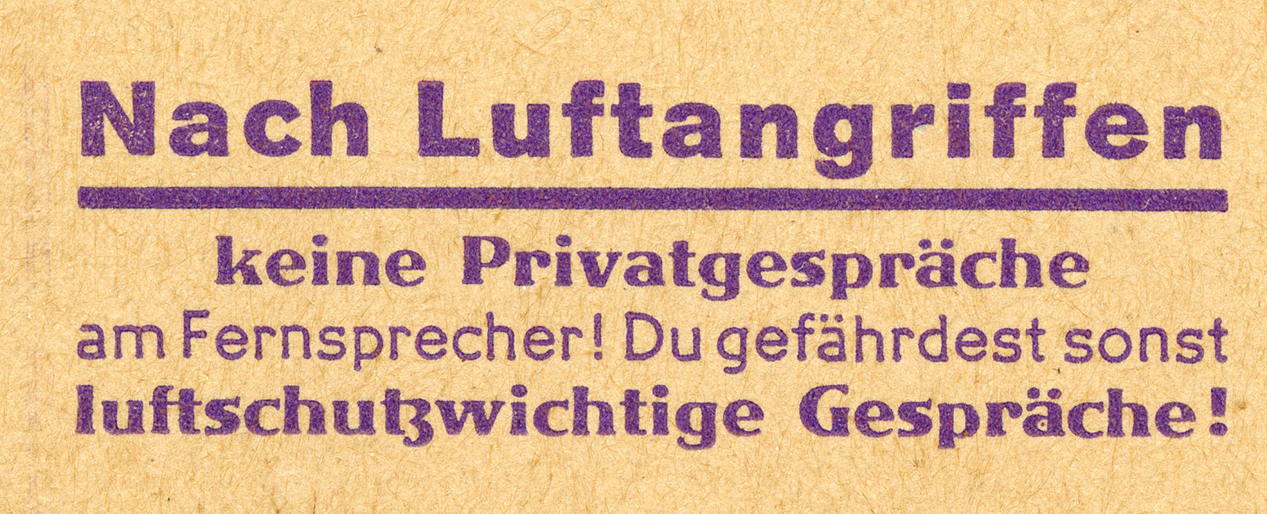 Nach Luftangriffen
keine Privatgespräche
am Fernsprecher! Du gefährdest sonst
luftschutzwichtige Gespräche!